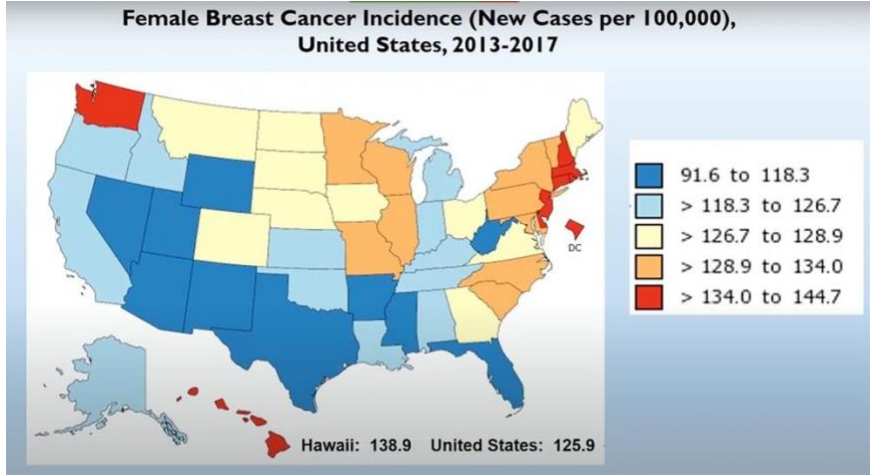 Female Breast Cancer Incidence (New Cases per 100,000),
United States, 2013-2017
91.6 to 118.3
> 118.3 to 126.7
> 126.7 to 128.9
> 128.9 to 134.0
> 134.0 to 144.7
DC
Hawaii: 138.9 United States: 125.9